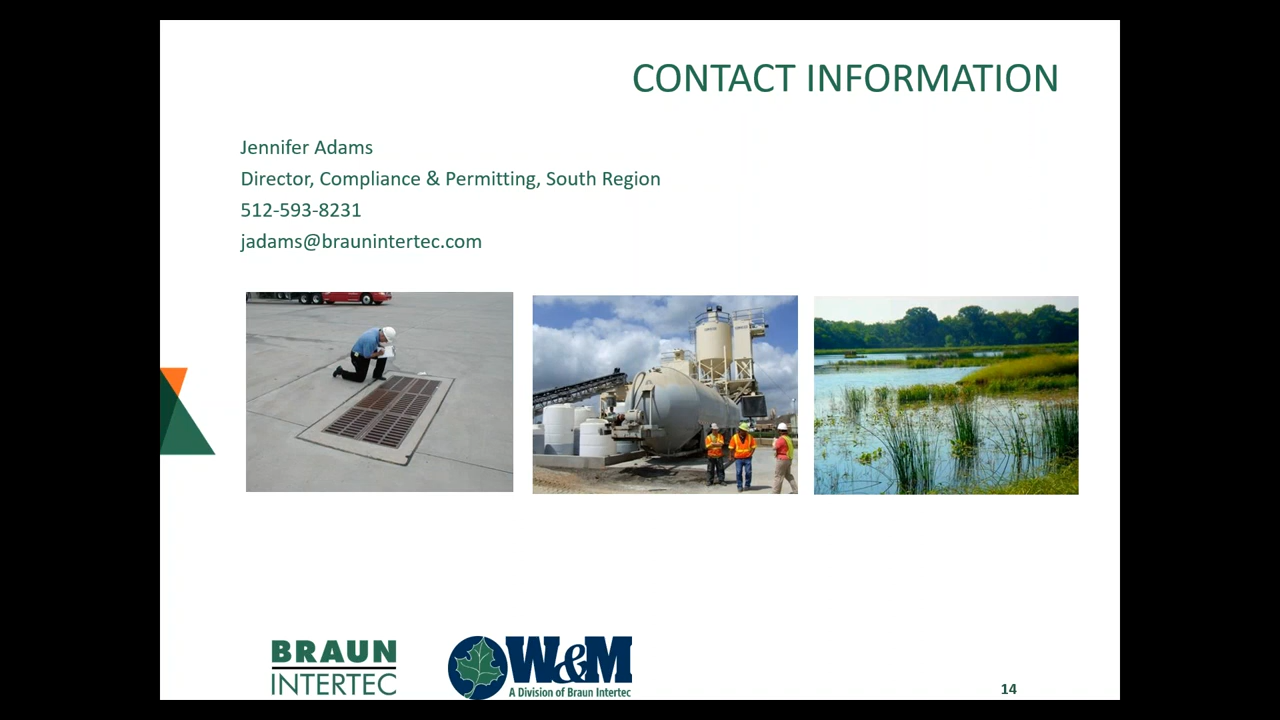 CONTACT INFORMATION
Jennifer Adams
Director, Compliance & Permitting, South Region
512-593-8231
jadams@braunintertec.com
BRAUN
INTERTEC
W&M
A Division of Braun Intertec
14